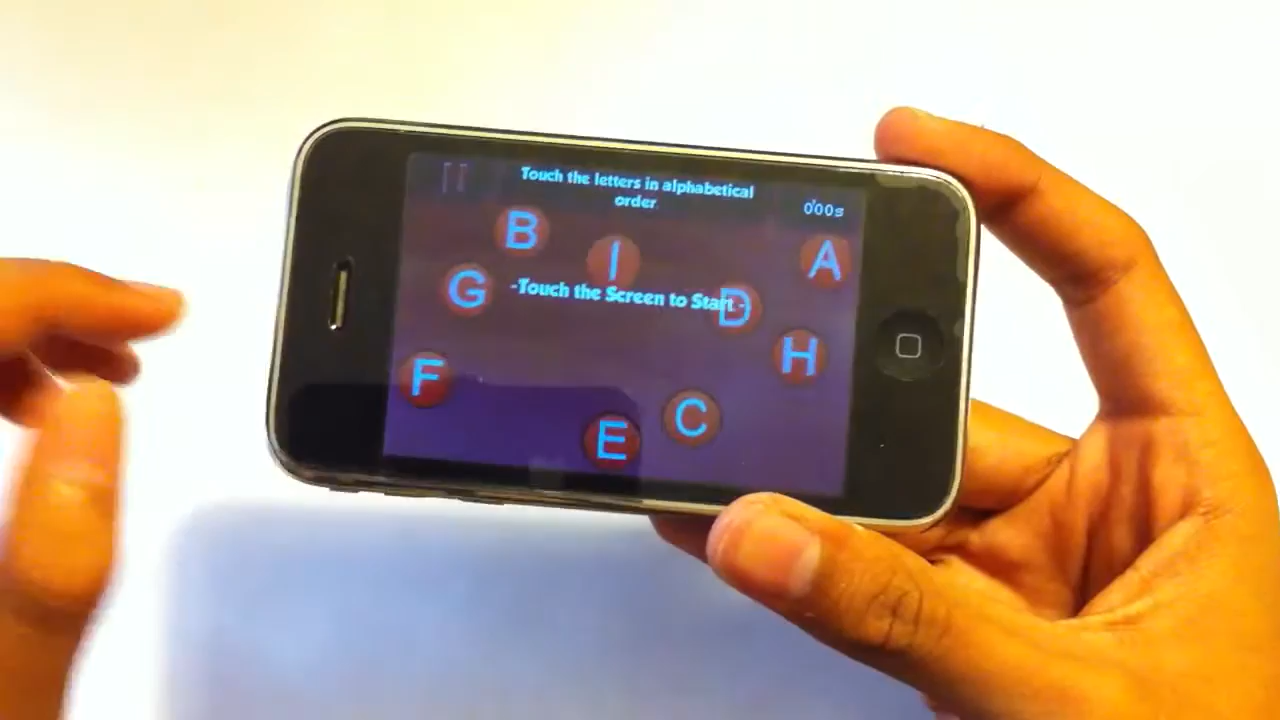 Touch the letters in alphabetical
order
0'00s
B
I
A
G
-Touch the Screen to Start-
D
H
F
C
E